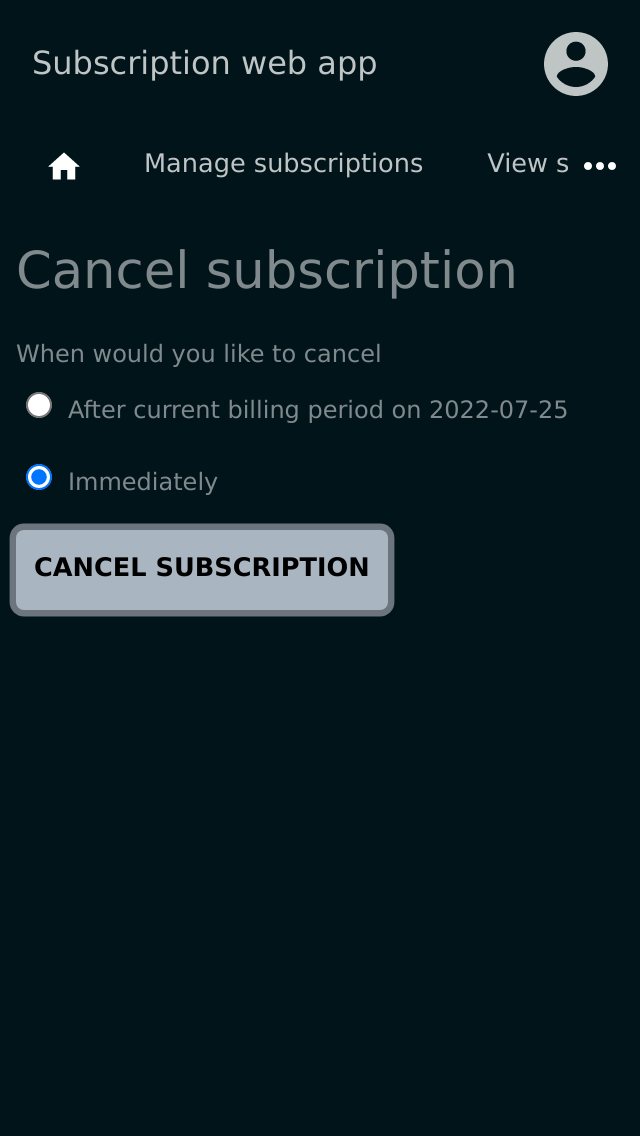 Subscription web app
Manage subscriptions View s
Cancel subscription
When would you like to cancel
After current billing period on 2022-07-25
Immediately
CANCEL SUBSCRIPTION